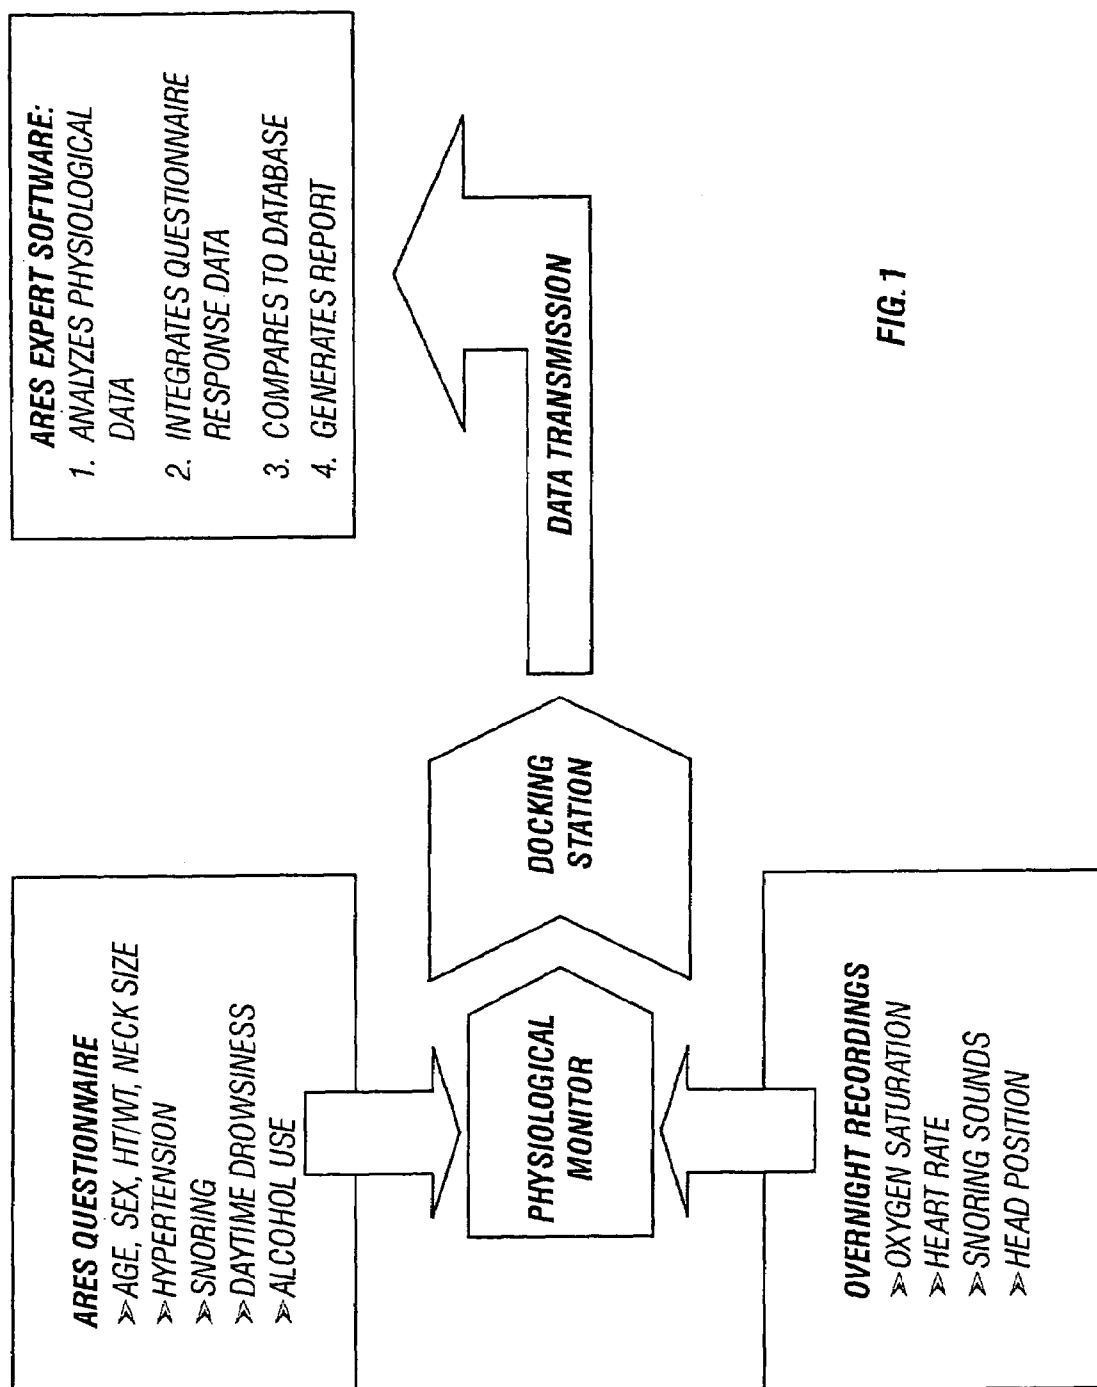 ARES QUESTIONNAIRE
➢AGE, SEX, HT/WT, NECK SIZE
➢HYPERTENSION
➢SNORING
➢DAYTIME DROWSINESS
➢ALCOHOL USE
PHYSIOLOGICAL
MONITOR
OVERNIGHT RECORDINGS
➢OXYGEN SATURATION
➢HEART RATE
➢SNORING SOUNDS
➢HEAD POSITION
DOCKING
STATION
DATA TRANSMISSION
ARES EXPERT SOFTWARE:
1. ANALYZES PHYSIOLOGICAL
DATA
2. INTEGRATES QUESTIONNAIRE
RESPONSE DATA
3. COMPARES TO DATABASE
4. GENERATES REPORT
FIG. 1